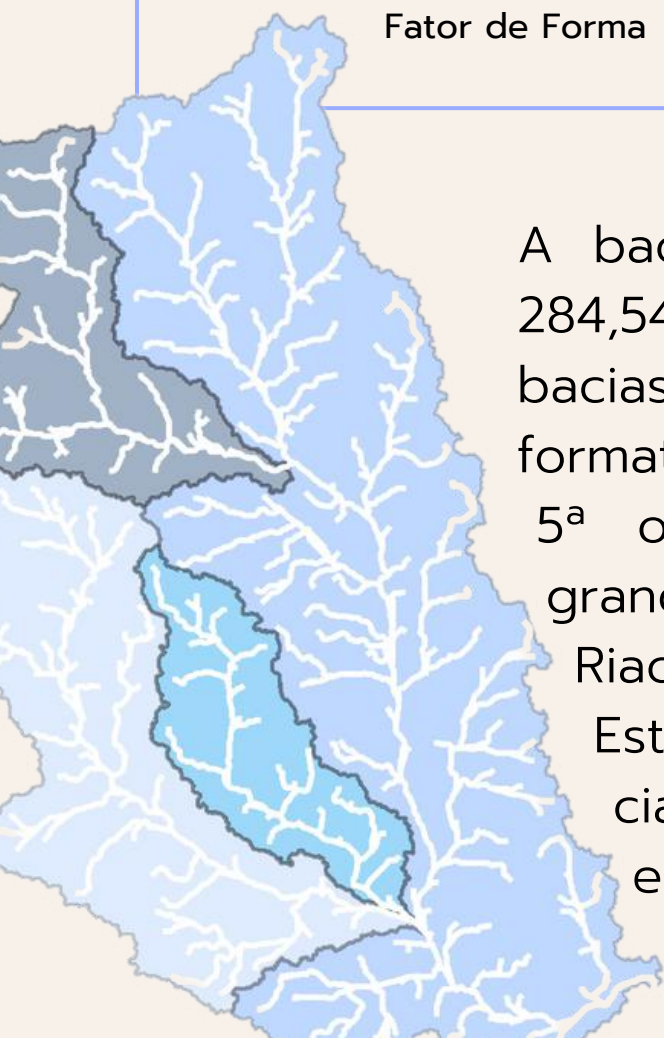 Fator de Forma
A bac
284,54
bacias
format
5ª o
grand
Riac
Est
cia
e